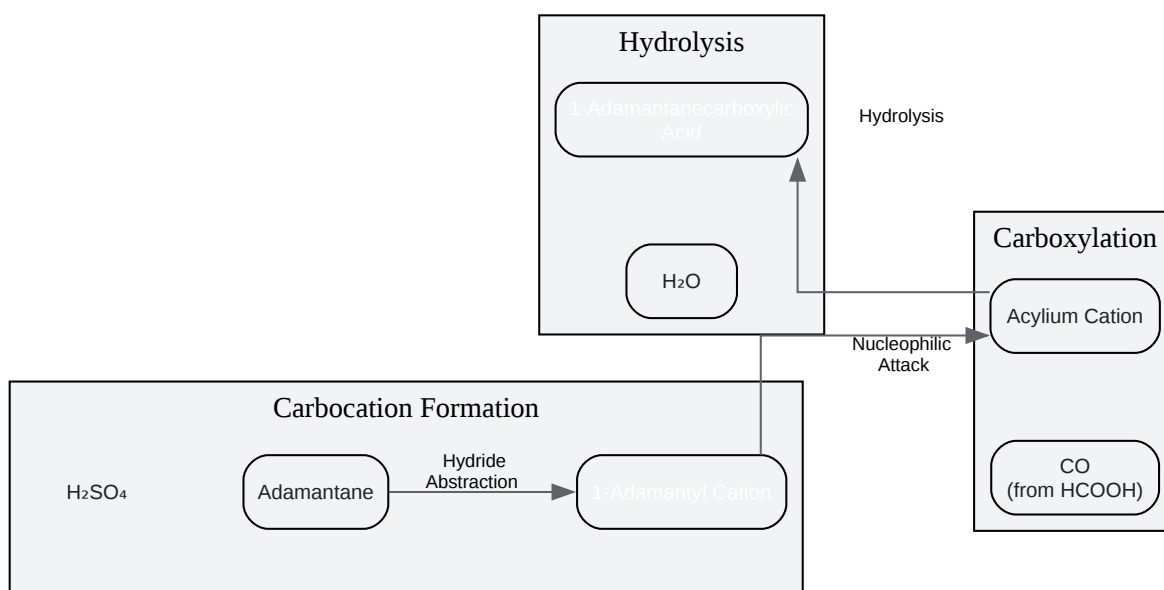 Hydrolysis
1-Adamantanecarboxylic
Acid
Hydrolysis
H₂O
Carboxylation
Acylium Cation
Nucleophilic
Attack
CO
(from HCOOH)
Carbocation Formation
H₂SO₄
Adamantane
Hydride
Abstraction
1-Adamantyl Cation